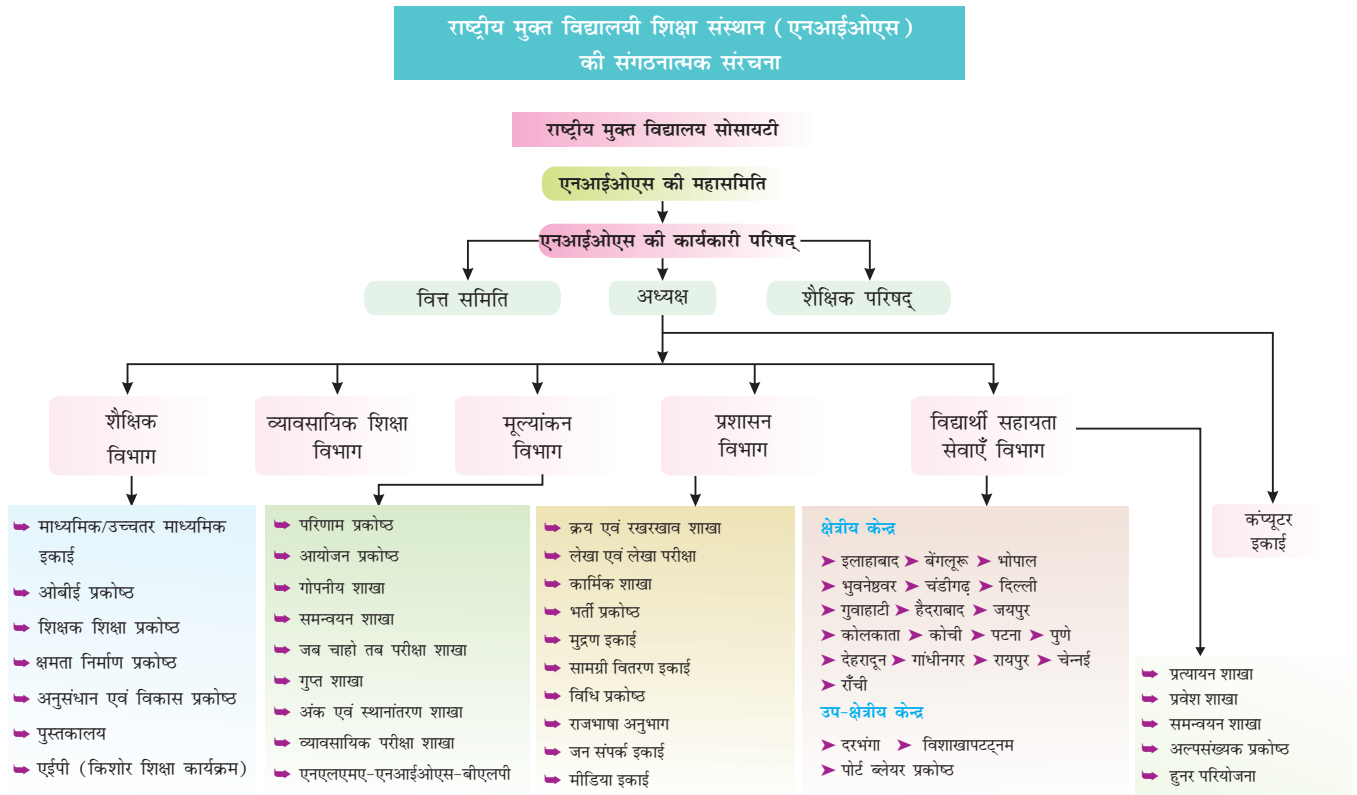 राष्ट्रीय मुक्त विद्यालयी शिक्षा संस्थान (एनआईओएस)
की संगठनात्मक संरचना
राष्ट्रीय मुक्त विद्यालय सोसायटी
एनआईओएस की महासमिति
एनआईओएस की कार्यकारी परिषद्
वित्त समिति
अध्यक्ष
शैक्षिक परिषद्
शैक्षिक
विभाग
व्यावसायिक शिक्षा
विभाग
मूल्यांकन
विभाग
प्रशासन
विभाग
विद्यार्थी सहायता
सेवाएँ विभाग
कंप्यूटर
इकाई
माध्यमिक/उच्चतर माध्यमिक
इकाई
ओबीई प्रकोष्ठ
शिक्षक शिक्षा प्रकोष्ठ
क्षमता निर्माण प्रकोष्ठ
अनुसंधान एवं विकास प्रकोष्ठ
पुस्तकालय
एईपी (किशोर शिक्षा कार्यक्रम)
परिणाम प्रकोष्ठ
आयोजन प्रकोष्ठ
गोपनीय शाखा
समन्वयन शाखा
जब चाहो तब परीक्षा शाखा
गुप्त शाखा
अंक एवं स्थानांतरण शाखा
व्यावसायिक परीक्षा शाखा
एनएलएमए-एनआईओएस-बीएलपी
क्रय एवं रखरखाव शाखा
लेखा एवं लेखा परीक्षा
कार्मिक शाखा
भर्ती प्रकोष्ठ
मुद्रण इकाई
सामग्री वितरण इकाई
विधि प्रकोष्ठ
राजभाषा अनुभाग
जन संपर्क इकाई
मीडिया इकाई
क्षेत्रीय केन्द्र
इलाहाबाद बेंगलूरू भोपाल
भुवनेष्ठवर चंडीगढ़ दिल्ली
गुवाहाटी हैदराबाद जयपुर
कोलकाता कोची पटना पुणे
देहरादून गांधीनगर रायपुर चेन्नई
राँची
उप-क्षेत्रीय केन्द्र
दरभंगा विशाखापटट्नम
पोर्ट ब्लेयर प्रकोष्ठ
प्रत्यायन शाखा
प्रवेश शाखा
समन्वयन शाखा
अल्पसंख्यक प्रकोष्ठ
हुनर परियोजना